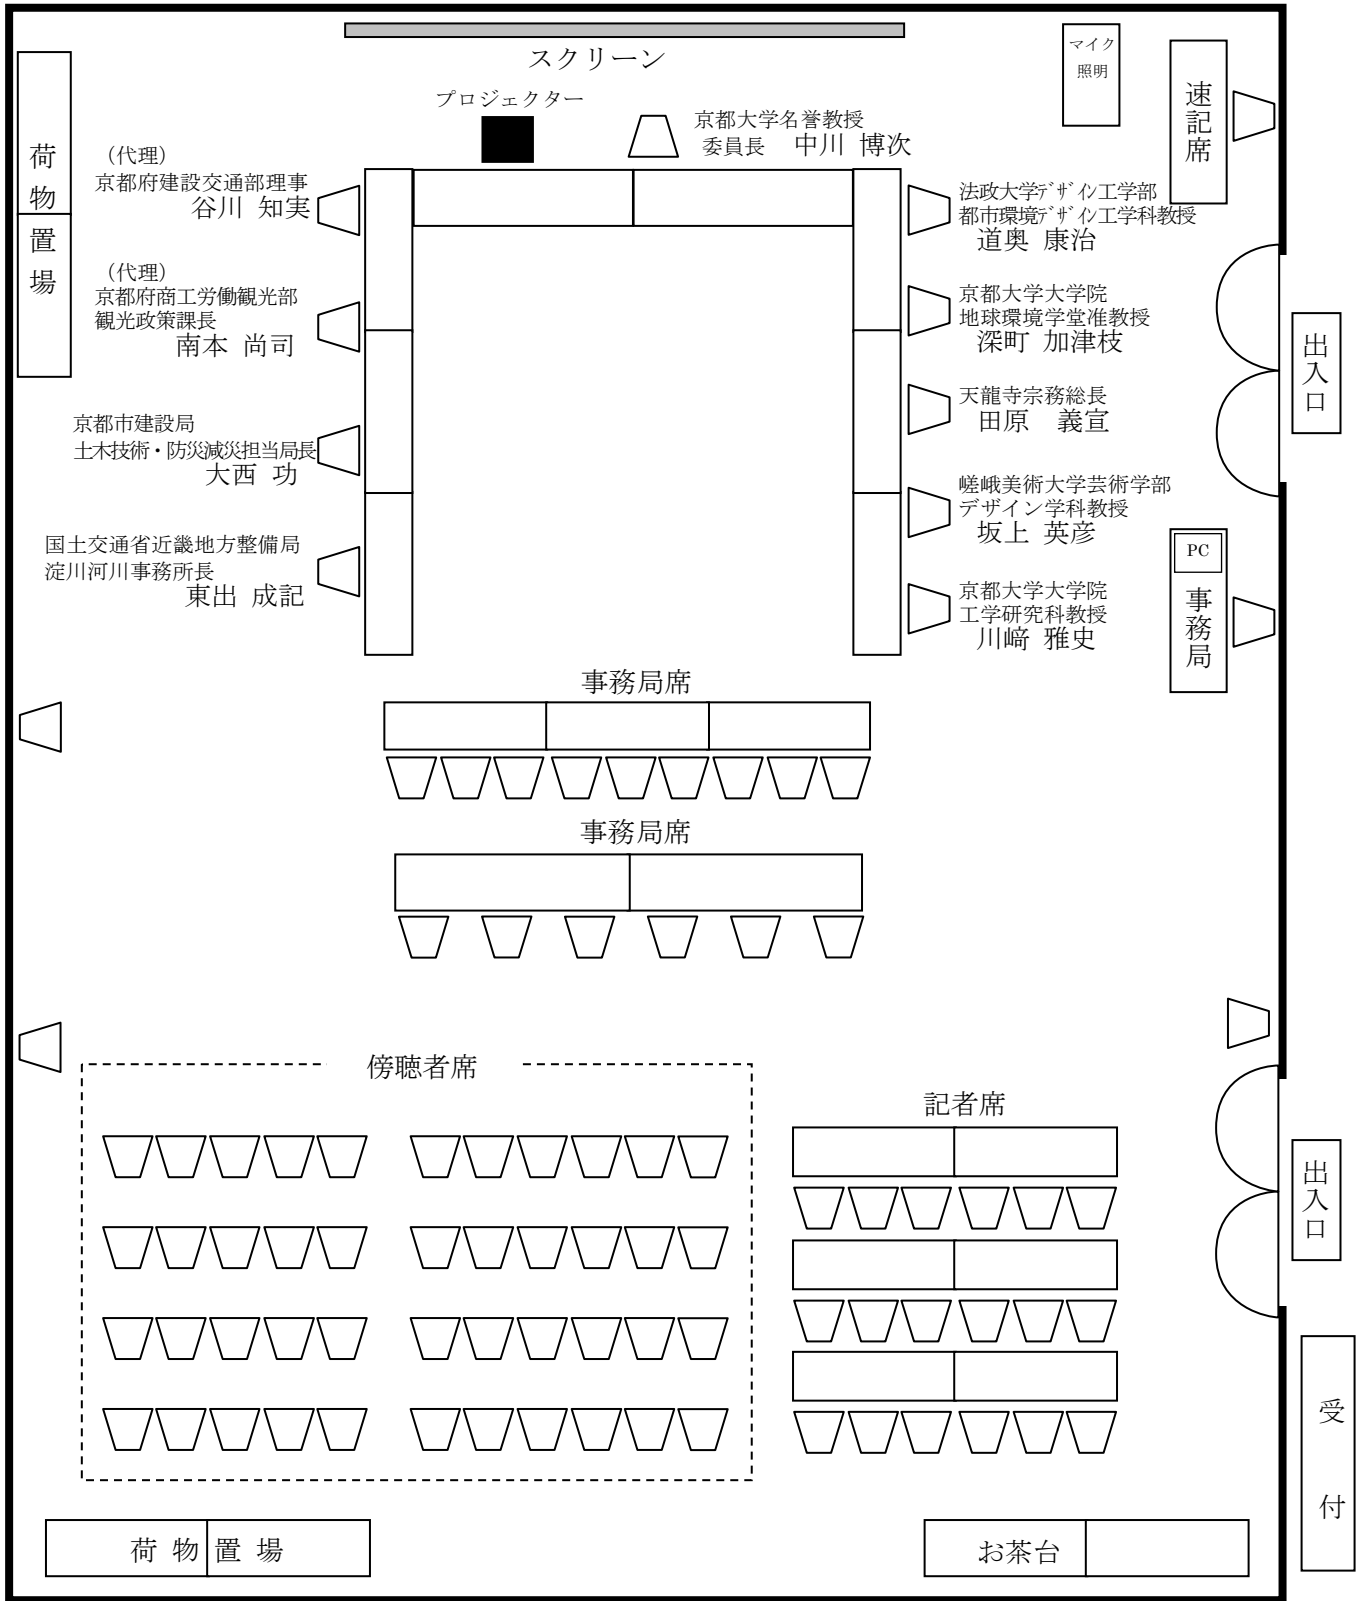 スクリーン
プロジェクター
京都大学名誉教授
委員長 中川 博次
マイク
照明
速記席
荷物置場
（代理）
京都府建設交通部理事
谷川 知実
（代理）
京都府商工労働観光部
観光政策課長
南本 尚司
京都市建設局
土木技術・防災減災担当局長
大西 功
国土交通省近畿地方整備局
淀川河川事務所長
東出 成記
法政大学ﾃﾞｻﾞｲﾝ工学部
都市環境ﾃﾞｻﾞｲﾝ工学科教授
道奥 康治
京都大学大学院
地球環境学堂准教授
深町 加津枝
天龍寺宗務総長
田原 義宣
嵯峨美術大学芸術学部
デザイン学科教授
坂上 英彦
京都大学大学院
工学研究科教授
川﨑 雅史
出入口
PC
事務局
事務局席
事務局席
傍聴者席
記者席
出入口
受付
荷物置場
お茶台